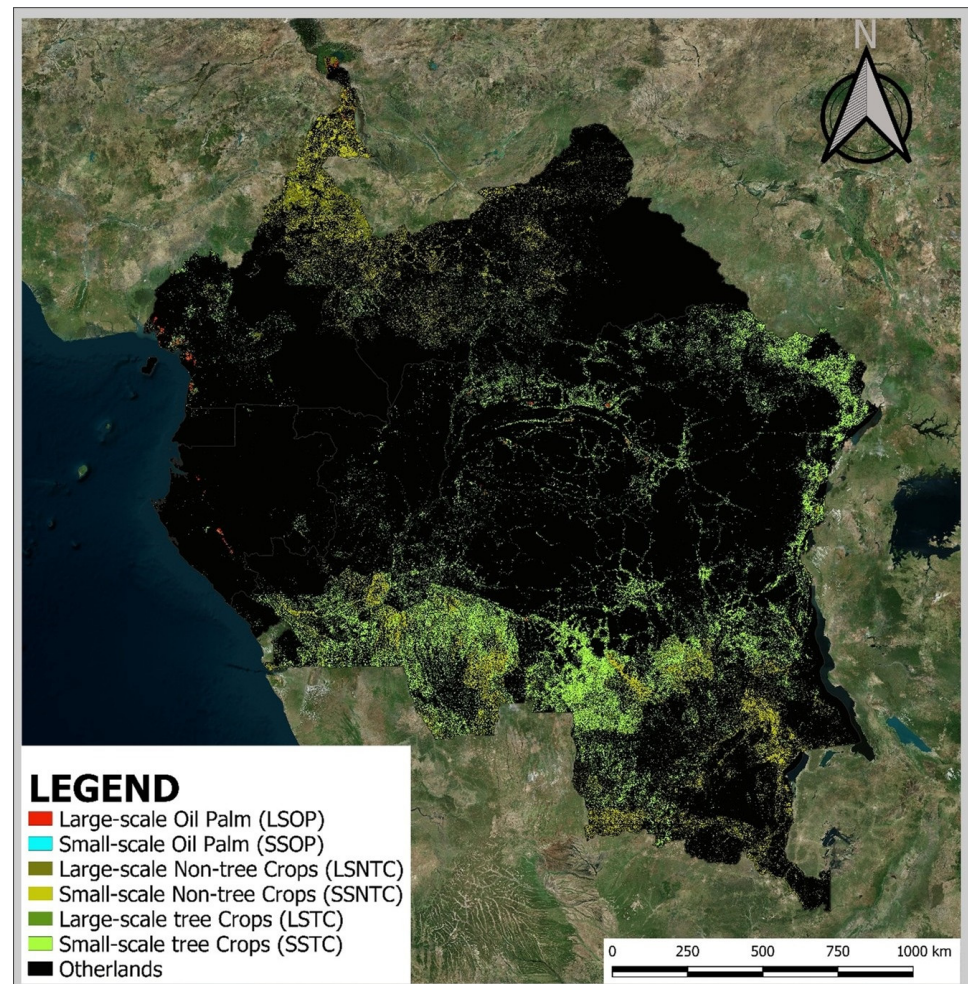 N
LEGEND
Large-scale Oil Palm (LSOP)
Small-scale Oil Palm (SSOP)
Large-scale Non-tree Crops (LSNTC)
Small-scale Non-tree Crops (SSNTC)
Large-scale tree Crops (LSTC)
Small-scale tree Crops (SSTC)
Otherlands
0 250 500 750 1000 km